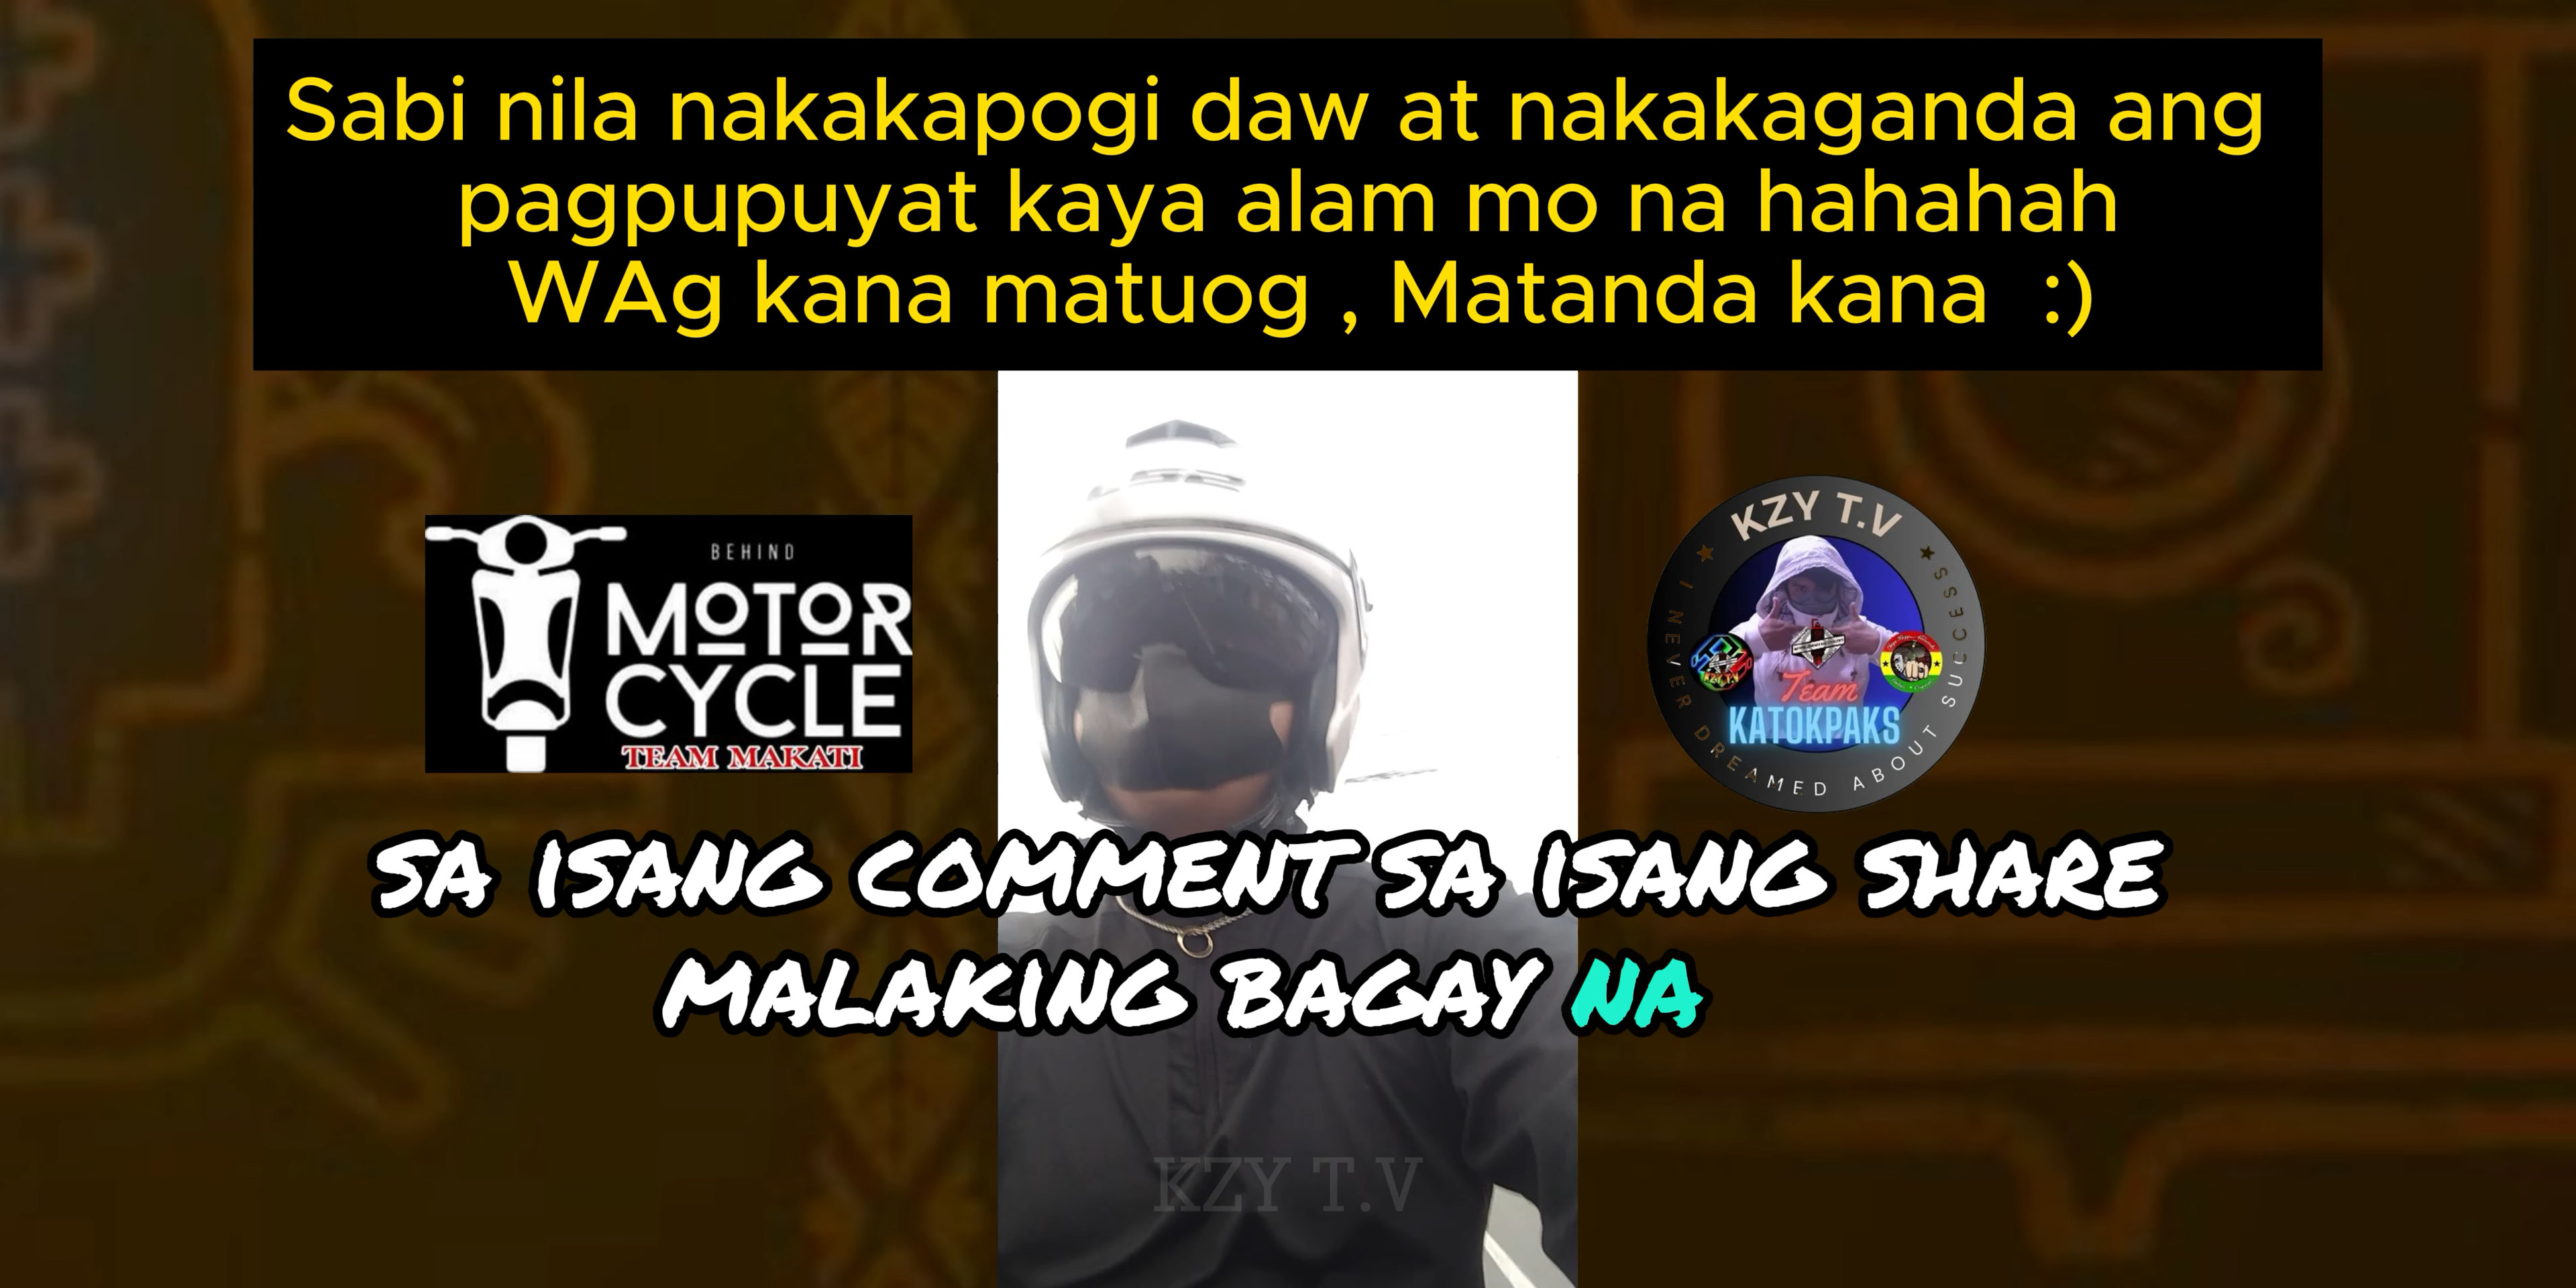 Sabi nila nakakapogi daw at nakakaganda ang
pagpupuyat kaya alam mo na hahahah
WAg kana matuog , Matanda kana :)
BEHIND
MOTOR
CYCLE
TEAM MAKATI
KZY T.V
I NEVER DREAMED ABOUT SUCCESS
KZY T.V
Team
KATOKPAKS
SA ISANG COMMENT SA ISANG SHARE
MALAKING BAGAY NA
KZY T.V